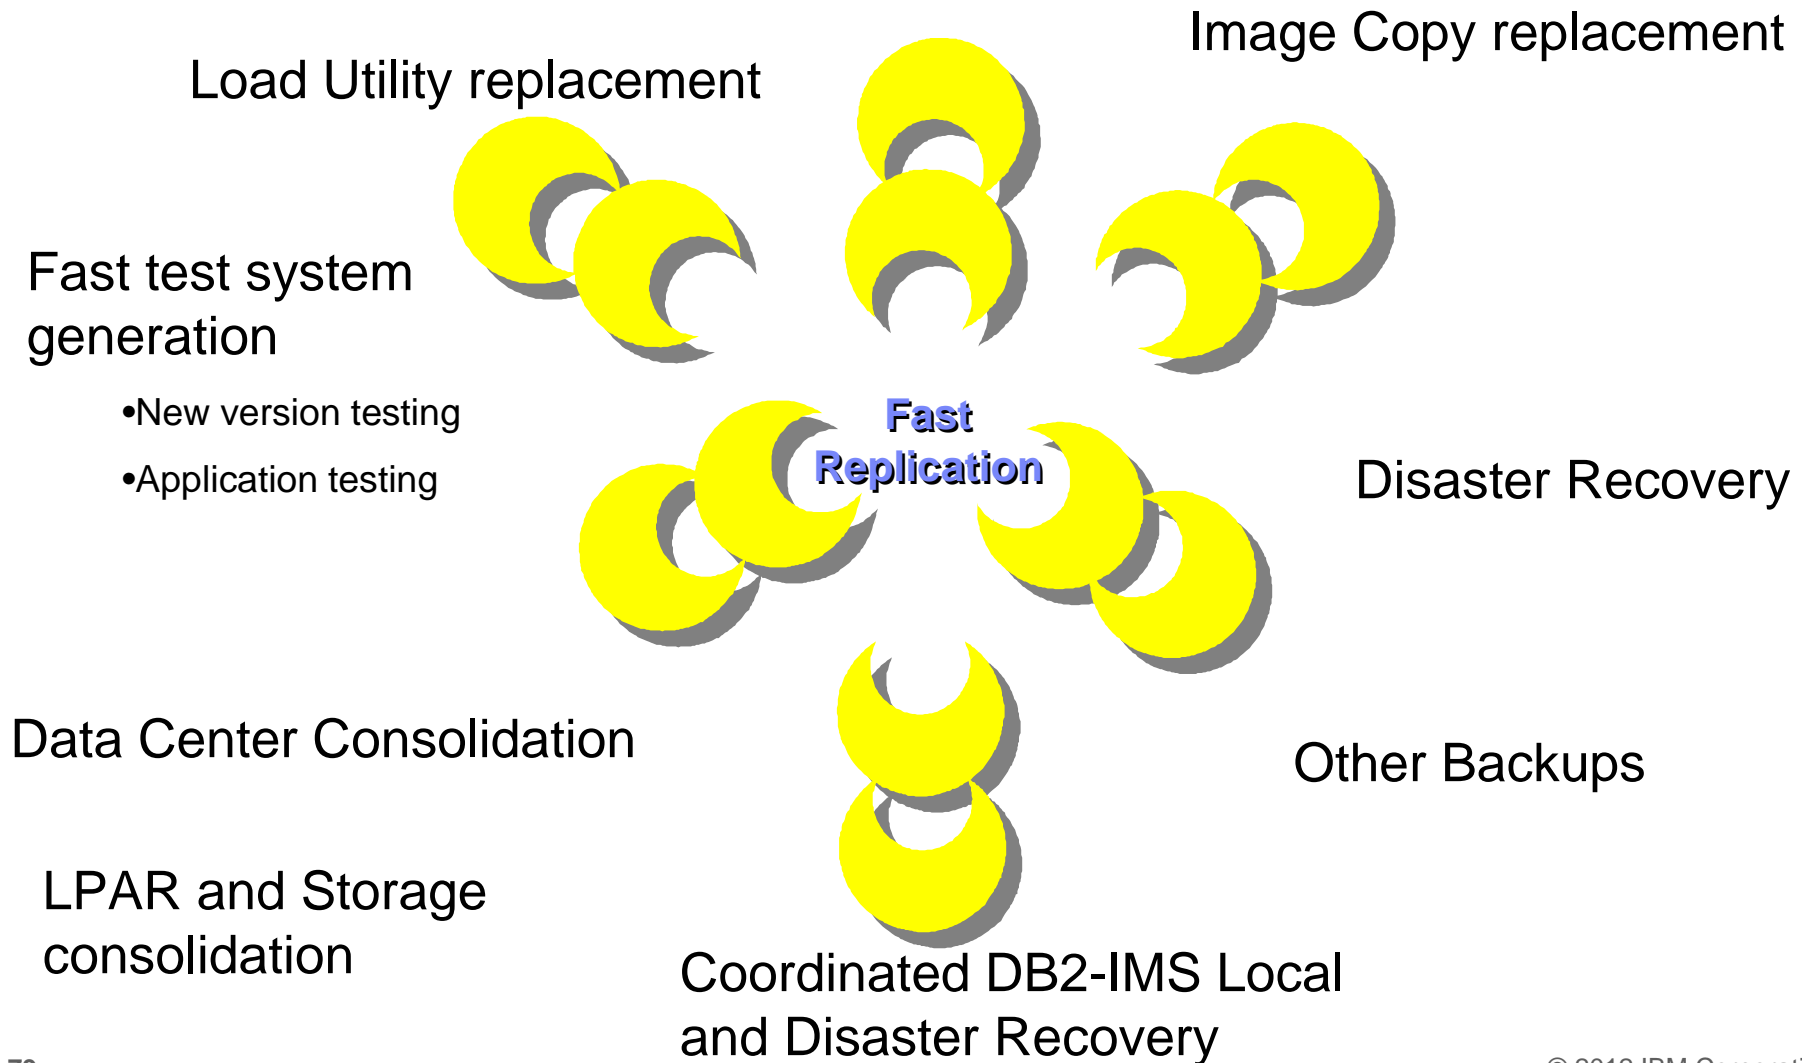 Image Copy replacement
Load Utility replacement
Fast test system
generation
•New version testing
•Application testing
Fast
Replication
Disaster Recovery
Data Center Consolidation
Other Backups
LPAR and Storage
consolidation
Coordinated DB2-IMS Local
and Disaster Recovery